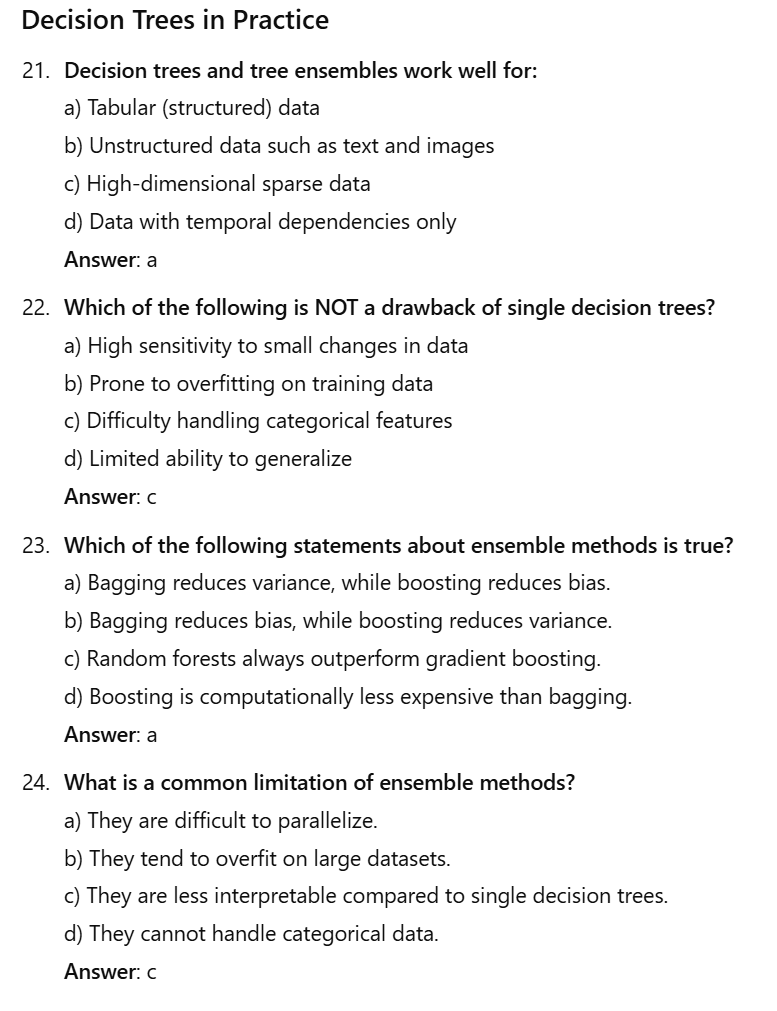 Decision Trees in Practice
21. Decision trees and tree ensembles work well for:
a) Tabular (structured) data
b) Unstructured data such as text and images
c) High-dimensional sparse data
d) Data with temporal dependencies only
Answer: a
22. Which of the following is NOT a drawback of single decision trees?
a) High sensitivity to small changes in data
b) Prone to overfitting on training data
c) Difficulty handling categorical features
d) Limited ability to generalize
Answer: c
23. Which of the following statements about ensemble methods is true?
a) Bagging reduces variance, while boosting reduces bias.
b) Bagging reduces bias, while boosting reduces variance.
c) Random forests always outperform gradient boosting.
d) Boosting is computationally less expensive than bagging.
Answer: a
24. What is a common limitation of ensemble methods?
a) They are difficult to parallelize.
b) They tend to overfit on large datasets.
c) They are less interpretable compared to single decision trees.
d) They cannot handle categorical data.
Answer: c